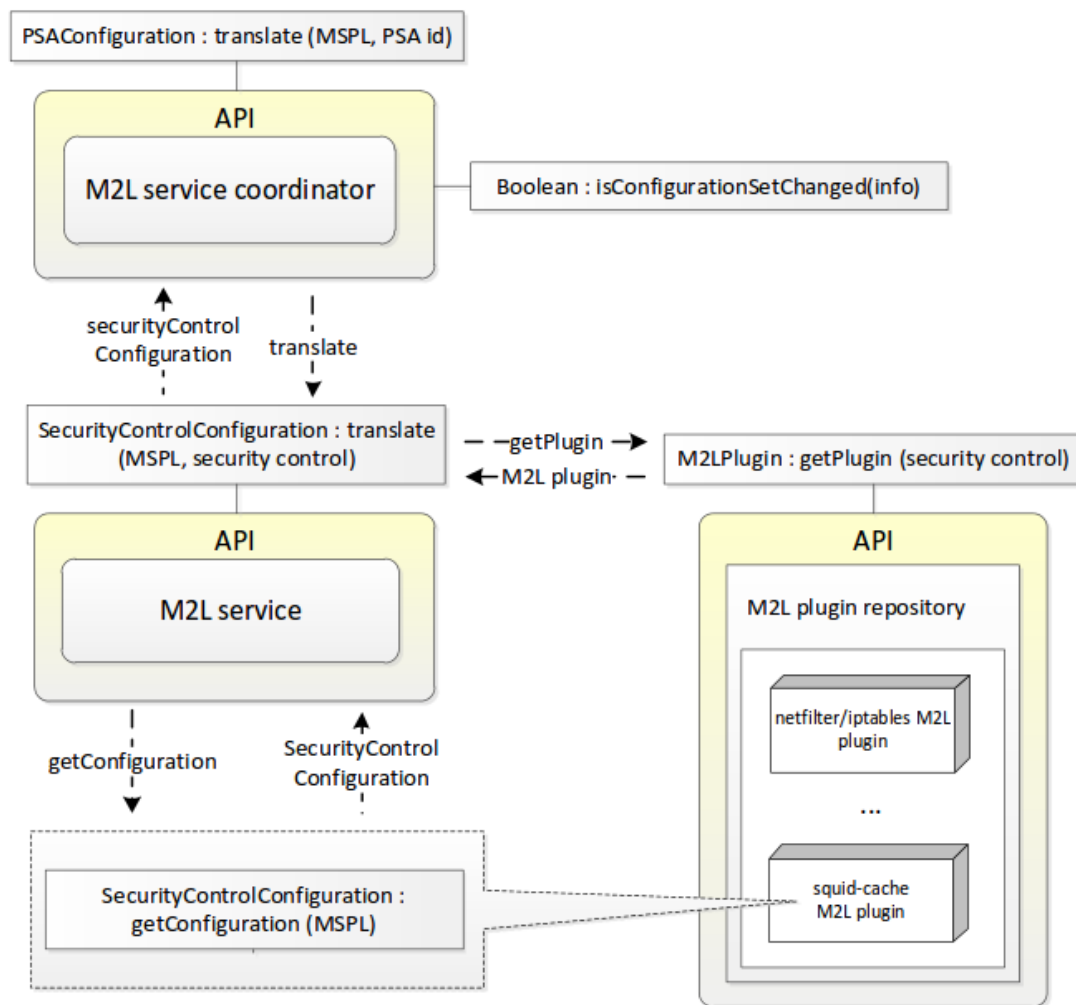 PSAConfiguration : translate (MSPL, PSA id)
API
M2L service coordinator
Boolean : isConfigurationSetChanged(info)
securityControl
Configuration
translate
SecurityControlConfiguration : translate
(MSPL, security control)
getPlugin
M2L plugin
M2LPlugin : getPlugin (security control)
API
M2L service
API
M2L plugin repository
netfilter/iptables M2L
plugin
...
squid-cache
M2L plugin
getConfiguration
SecurityControl
Configuration
SecurityControlConfiguration :
getConfiguration (MSPL)